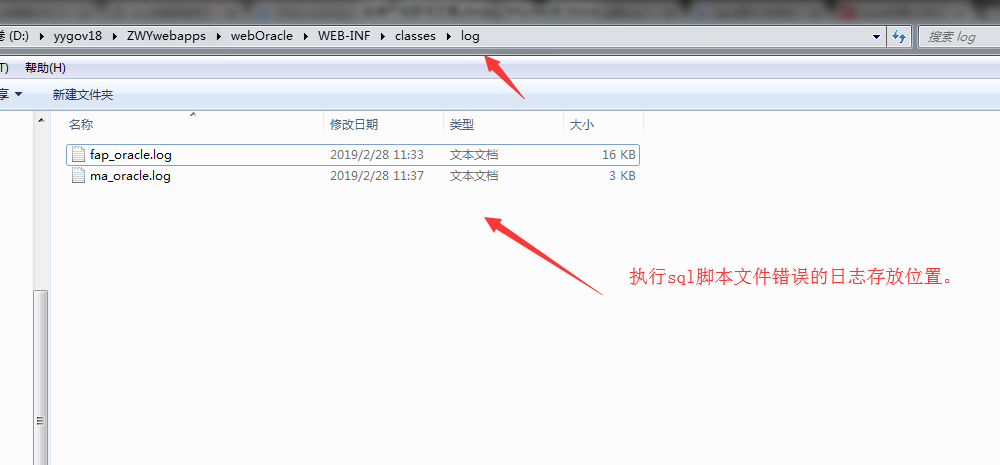 卷 (D:) ▸ yygov18 ▸ ZWYwebapps ▸ webOracle ▸ WEB-INF ▸ classes ▸ log
搜索 log
T) 帮助(H)
享 新建文件夹
名称 修改日期 类型 大小
fap_oracle.log 2019/2/28 11:33 文本文档 16 KB
ma_oracle.log 2019/2/28 11:37 文本文档 3 KB
执行sql脚本文件错误的日志存放位置。